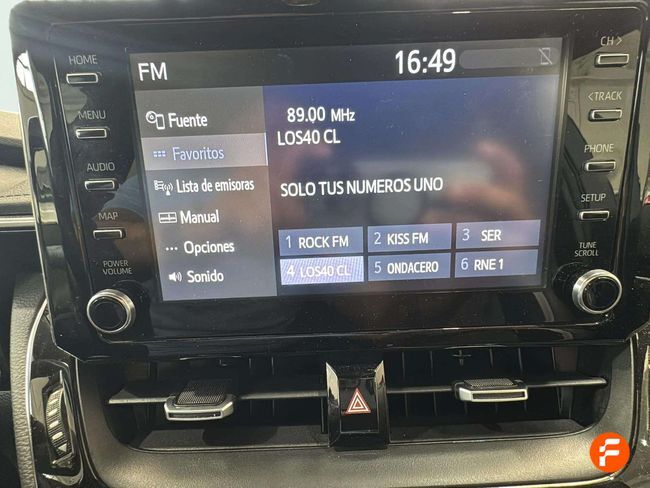 HOME
MENU
AUDIO
MAP
POWER
VOLUME
FM
16:49
Fuente
Favoritos
Lista de emisoras
Manual
Opciones
Sonido
89.00 MHz
LOS40 CL
SOLO TUS NUMEROS UNO
1 ROCK FM
2 KISS FM
3 SER
4 LOS40 CL
5 ONDACERO
6 RNE 1
CH >
< TRACK
PHONE
SETUP
TUNE
SCROLL